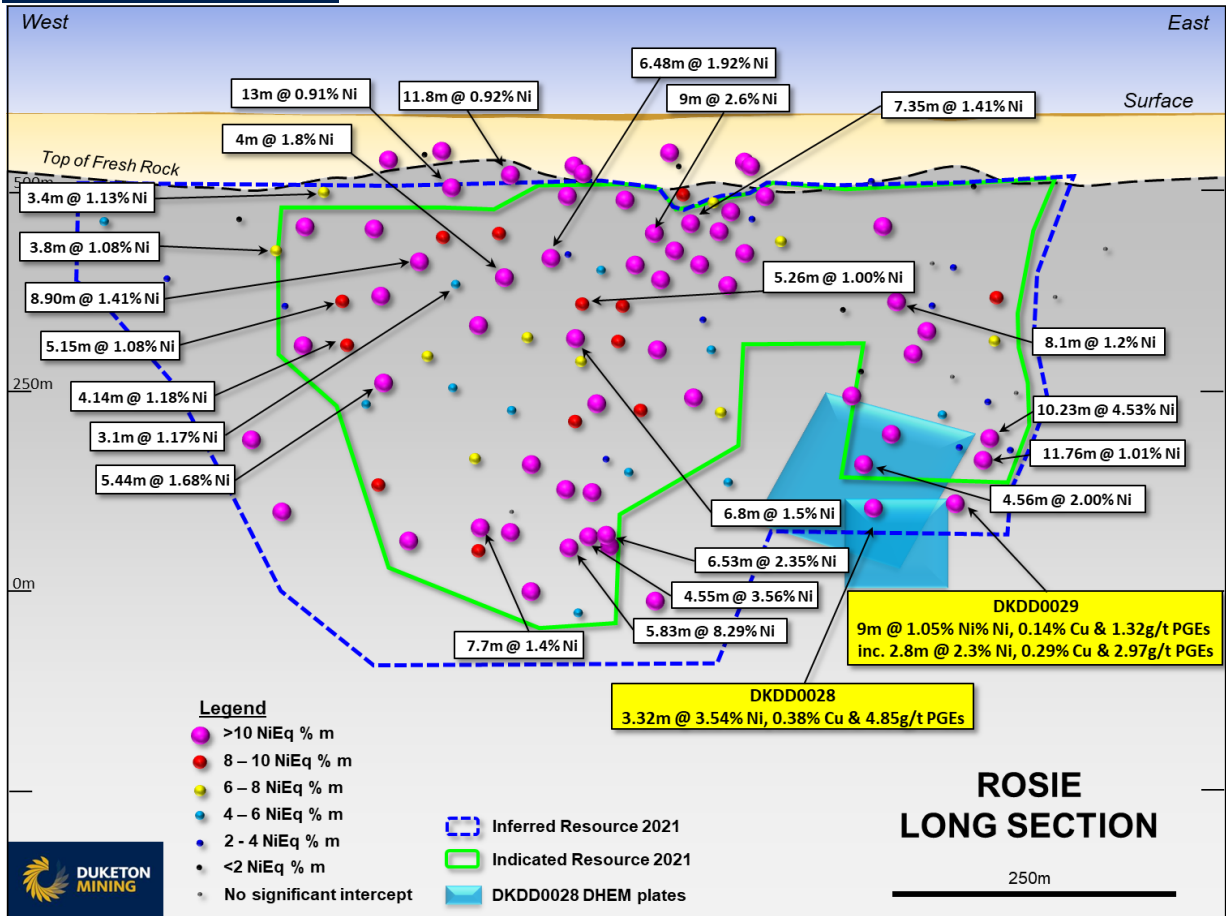 West
East
6.48m @ 1.92% Ni
13m @ 0.91% Ni
11.8m @ 0.92% Ni
9m @ 2.6% Ni
7.35m @ 1.41% Ni
Surface
4m @ 1.8% Ni
Top of Fresh Rock
500m
3.4m @ 1.13% Ni
3.8m @ 1.08% Ni
5.26m @ 1.00% Ni
8.90m @ 1.41% Ni
5.15m @ 1.08% Ni
8.1m @ 1.2% Ni
250m
4.14m @ 1.18% Ni
10.23m @ 4.53% Ni
3.1m @ 1.17% Ni
11.76m @ 1.01% Ni
5.44m @ 1.68% Ni
4.56m @ 2.00% Ni
6.8m @ 1.5% Ni
6.53m @ 2.35% Ni
0m
4.55m @ 3.56% Ni
5.83m @ 8.29% Ni
7.7m @ 1.4% Ni
DKDD0029
9m @ 1.05% Ni% Ni, 0.14% Cu & 1.32g/t PGEs
inc. 2.8m @ 2.3% Ni, 0.29% Cu & 2.97g/t PGEs
DKDD0028
3.32m @ 3.54% Ni, 0.38% Cu & 4.85g/t PGEs
Legend
>10 NiEq % m
8 – 10 NiEq % m
6 – 8 NiEq % m
4 – 6 NiEq % m
2 - 4 NiEq % m
<2 NiEq % m
No significant intercept
Inferred Resource 2021
Indicated Resource 2021
DKDD0028 DHEM plates
ROSIE
LONG SECTION
250m
DUKETON
MINING